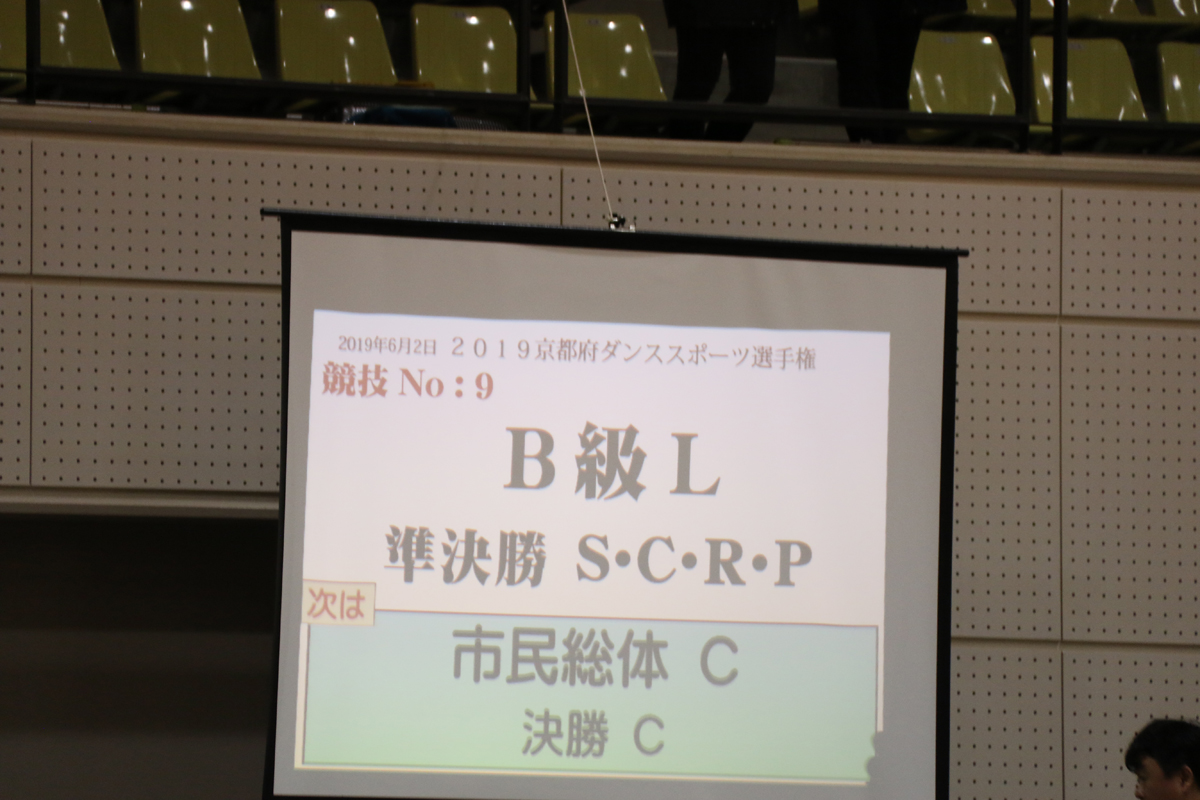 2019年6月2日 ２０１９京都府ダンススポーツ選手権
競技 No：9
B 級 L
準決勝 S・C・R・P
次は
市民総体 C
決勝 C